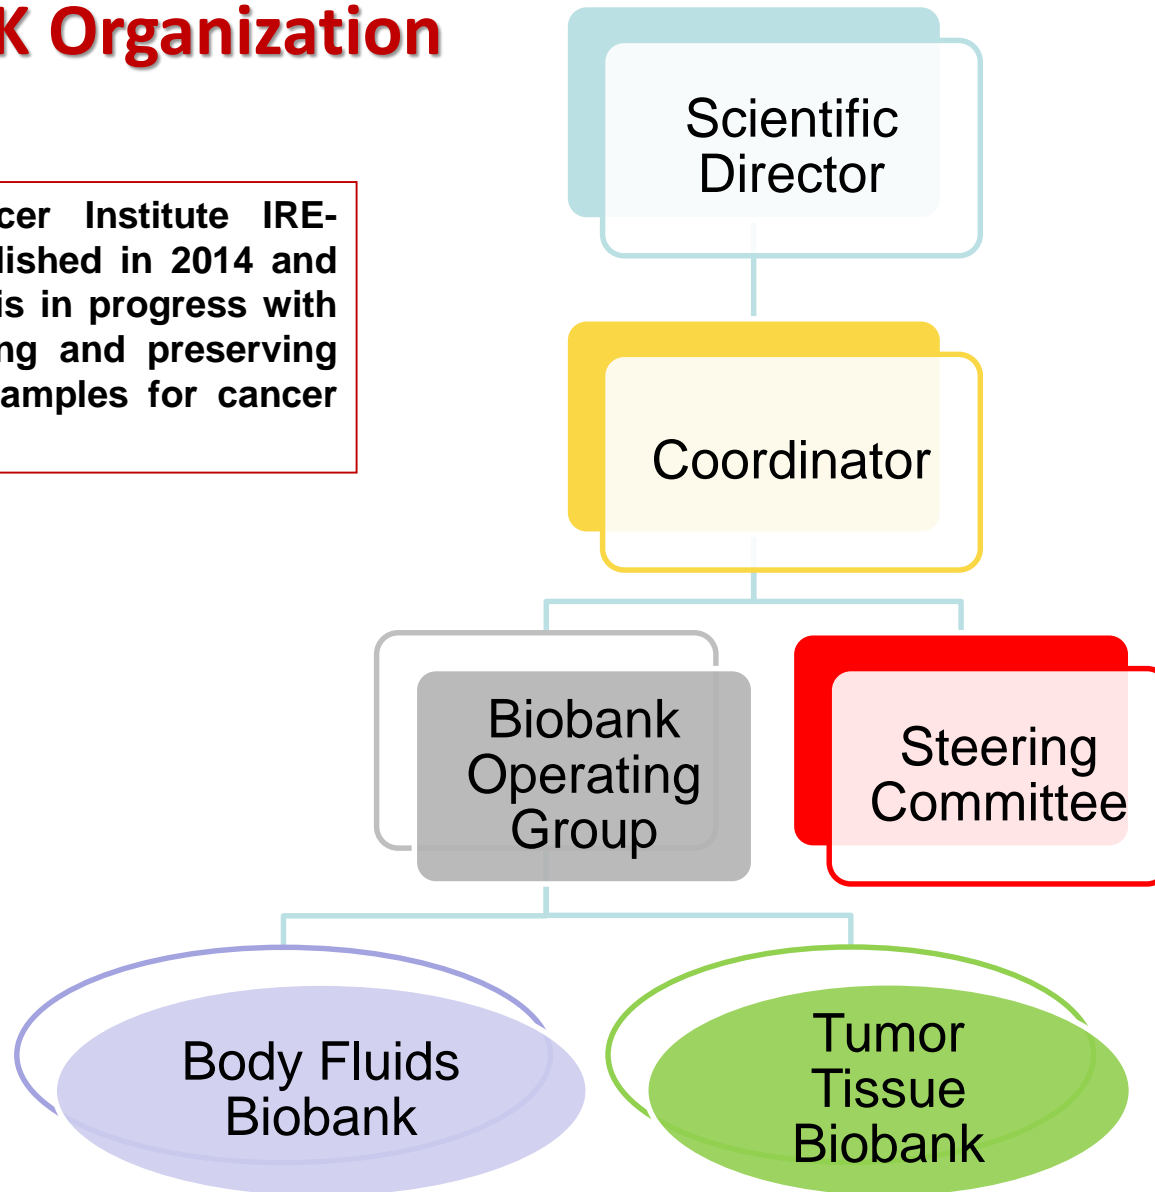 K Organization
cer Institute IRE-
lished in 2014 and
is in progress with
ng and preserving
amples for cancer
Scientific
Director
Coordinator
Biobank
Operating
Group
Steering
Committee
Body Fluids
Biobank
Tumor
Tissue
Biobank